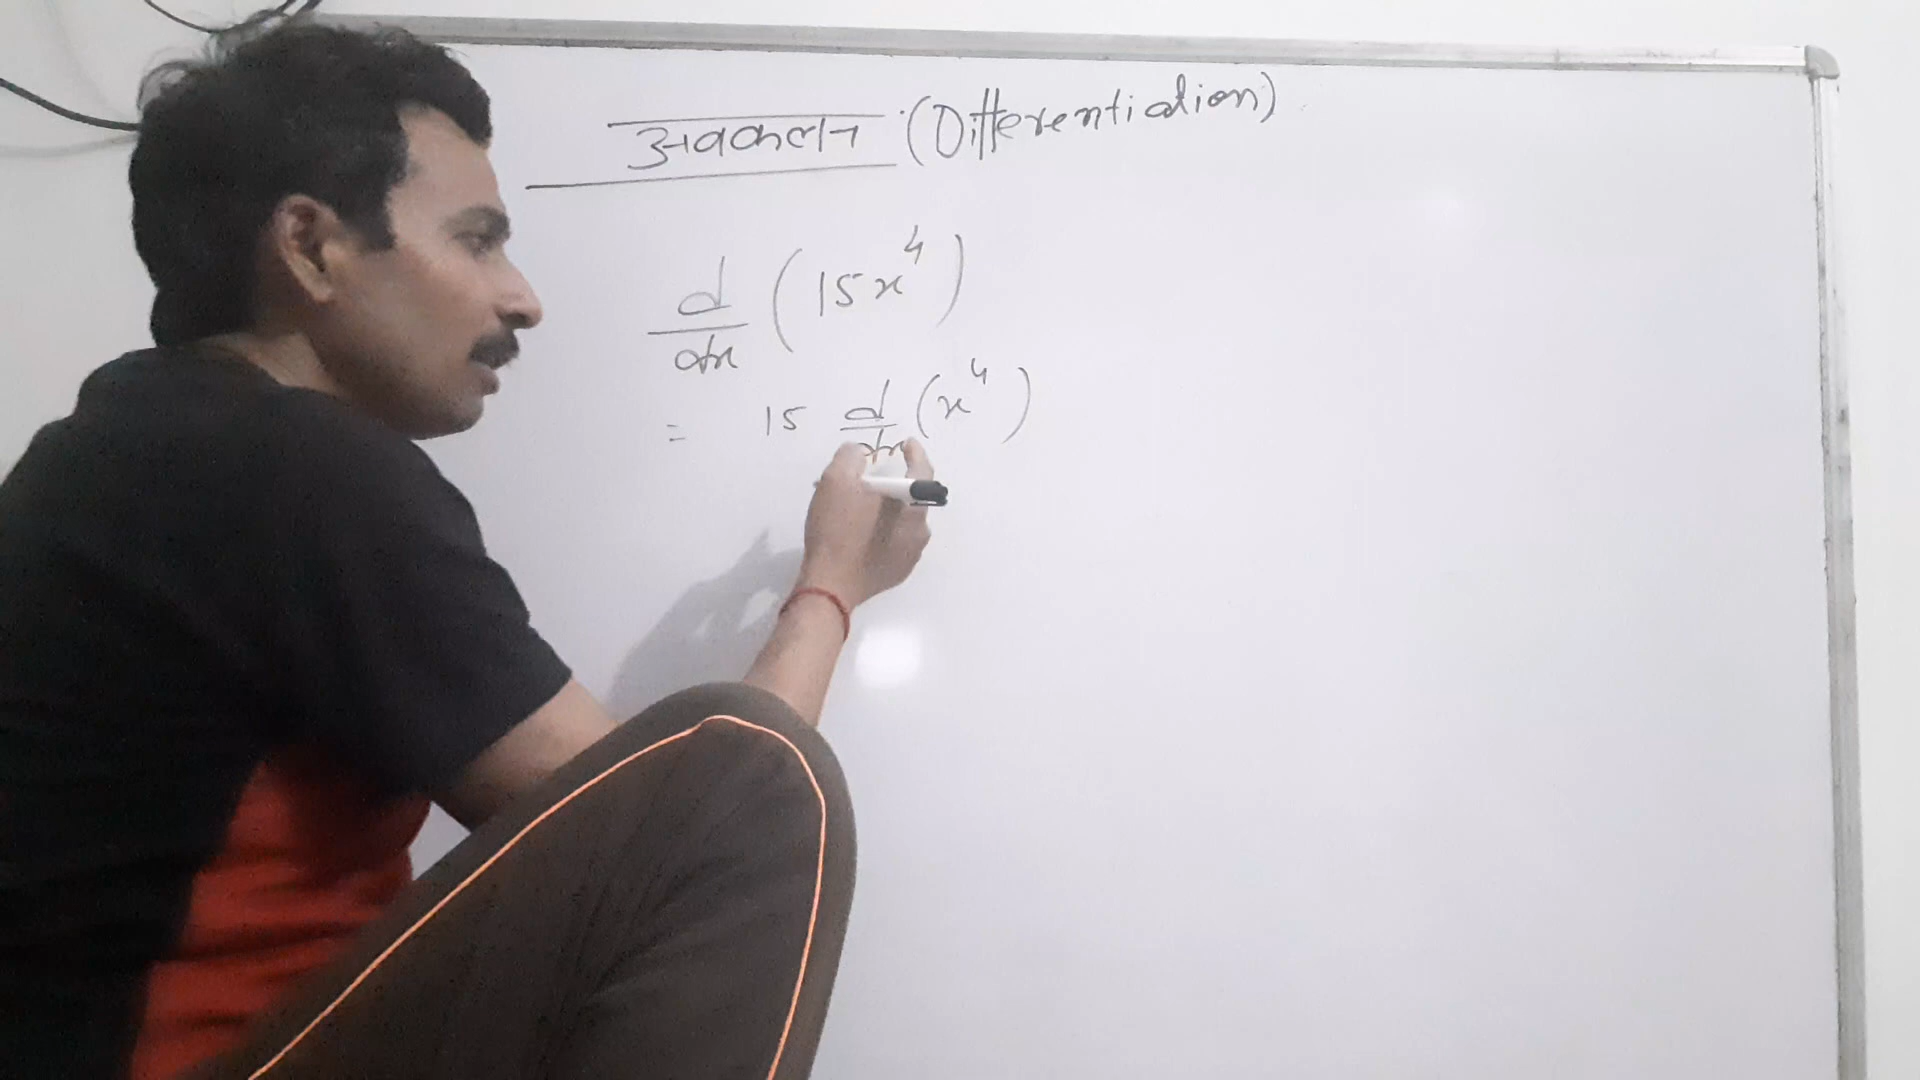 अवकलन (Differentiation)
d/dx (15x⁴)
= 15 d/dx (x⁴)